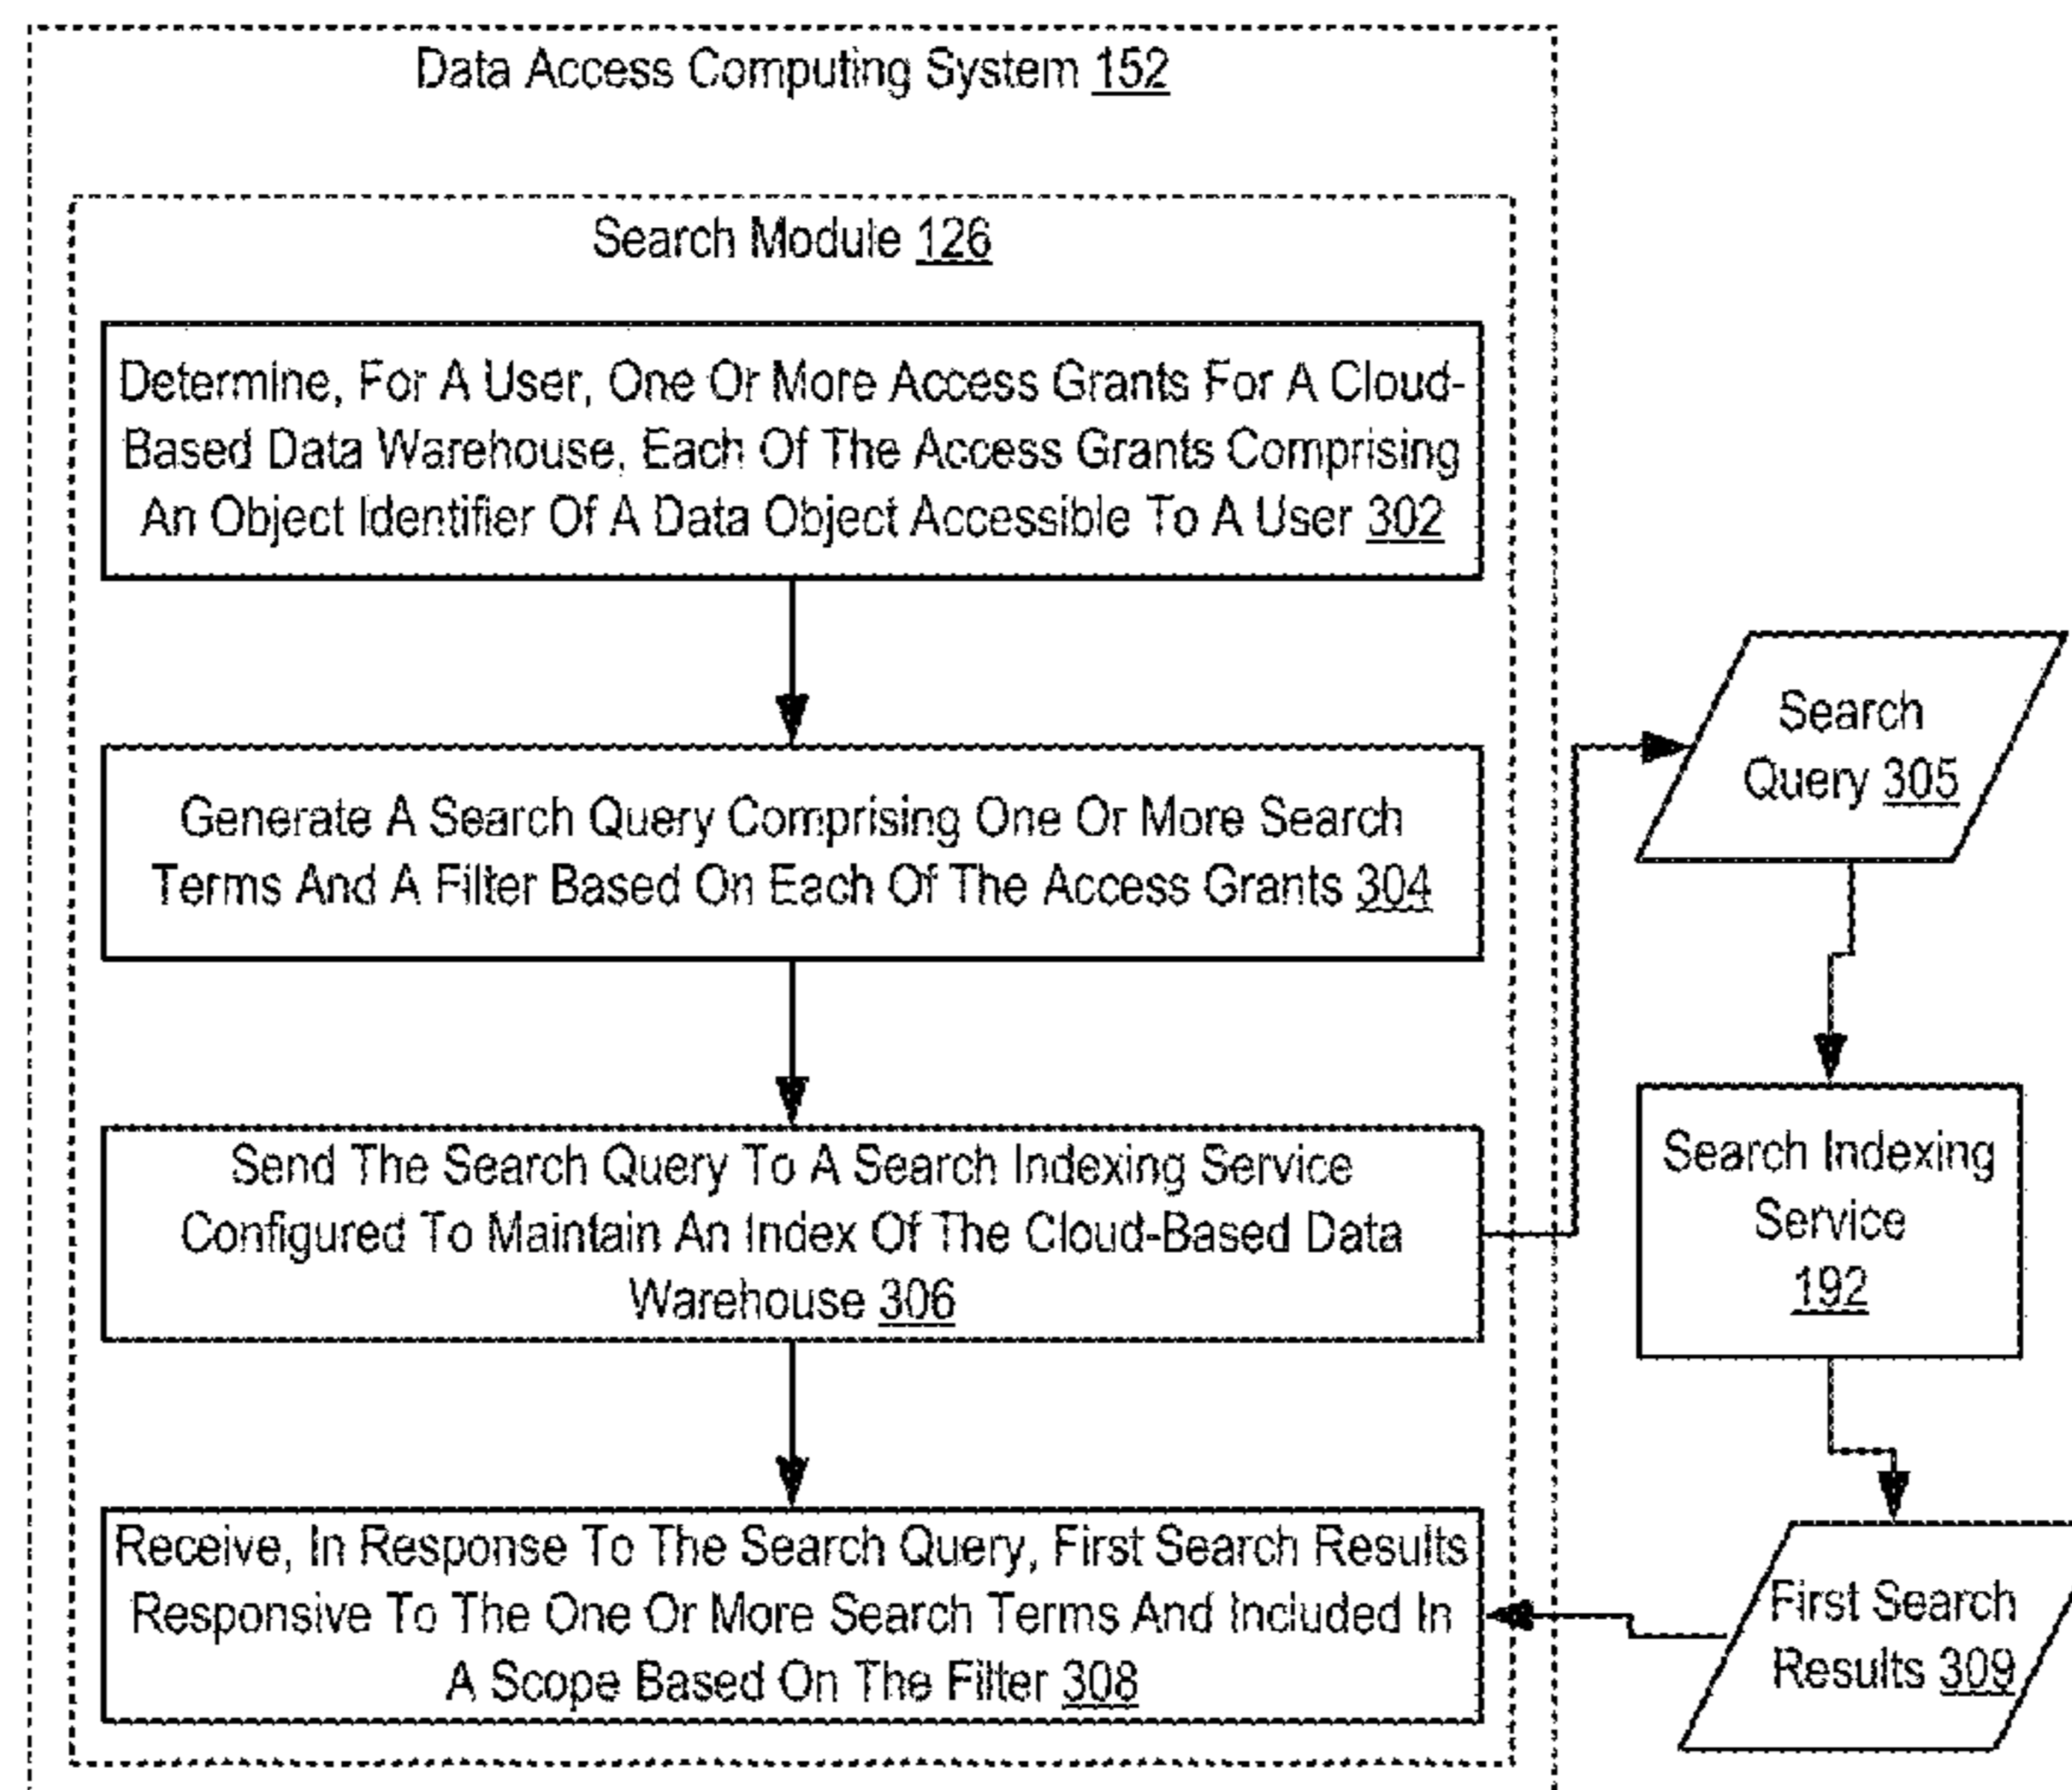 Data Access Computing System 152
Search Module 126
Determine, For A User, One Or More Access Grants For A Cloud-
Based Data Warehouse, Each Of The Access Grants Comprising
An Object Identifier Of A Data Object Accessible To A User 302
Generate A Search Query Comprising One Or More Search
Terms And A Filter Based On Each Of The Access Grants 304
Send The Search Query To A Search Indexing Service
Configured To Maintain An Index Of The Cloud-Based Data
Warehouse 306
Receive, In Response To The Search Query, First Search Results
Responsive To The One Or More Search Terms And Included In
A Scope Based On The Filter 308
Search
Query 305
Search Indexing
Service
192
First Search
Results 309